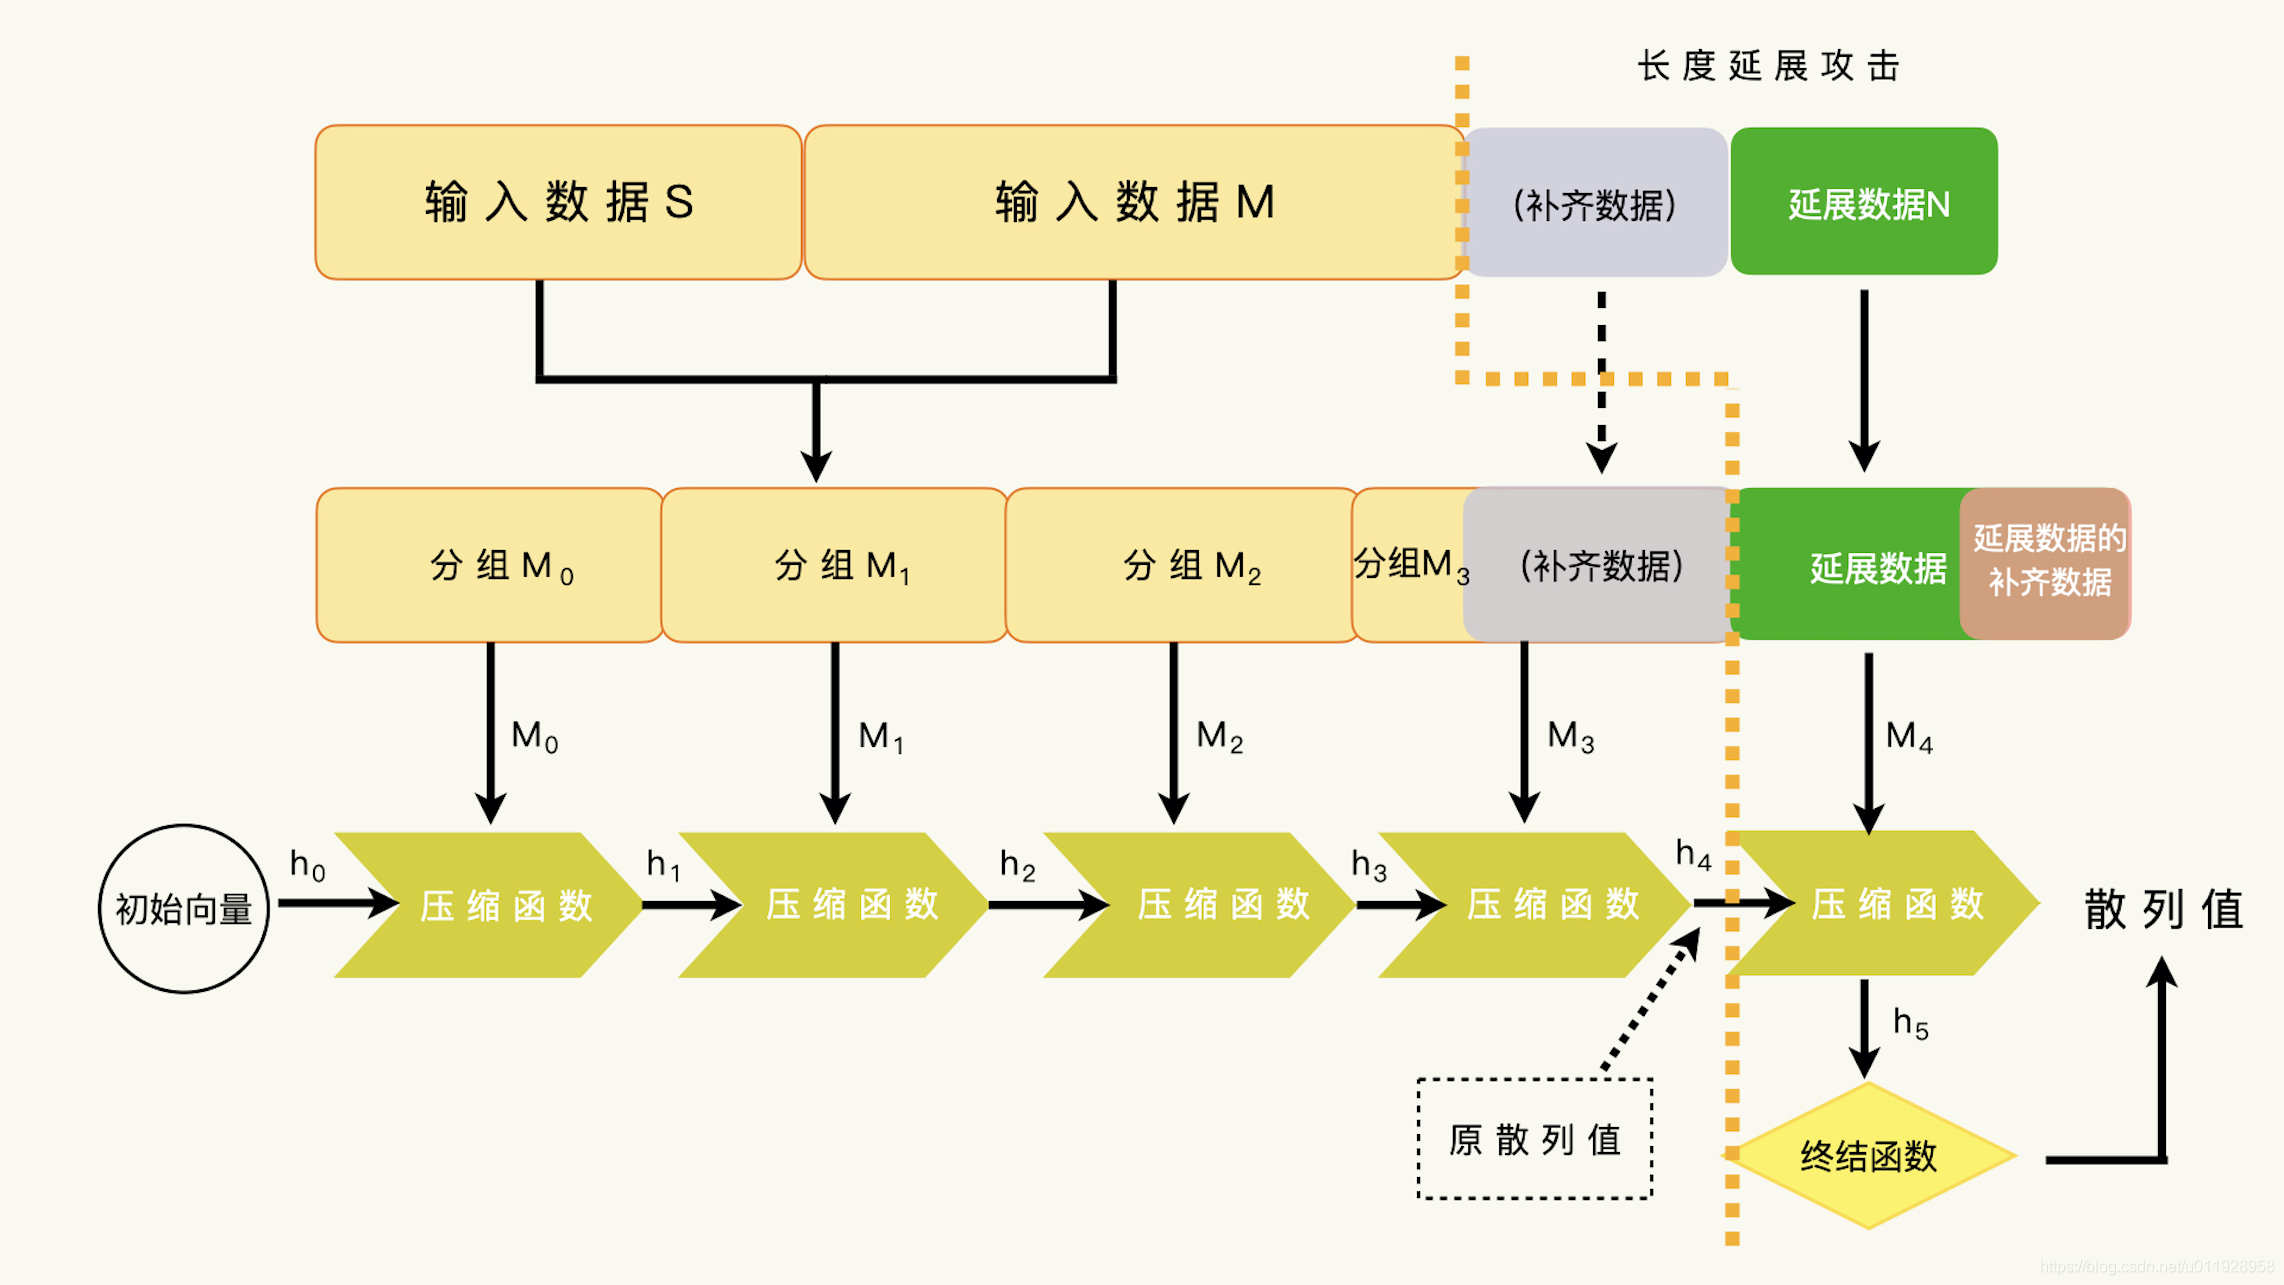 长度延展攻击
输入数据S
输入数据M
(补齐数据)
延展数据N
分组M0
分组M1
分组M2
分组M3
(补齐数据)
延展数据
延展数据的
补齐数据
M0
M1
M2
M3
M4
初始向量
h0
压缩函数
h1
压缩函数
h2
压缩函数
h3
压缩函数
h4
压缩函数
散列值
h5
原散列值
终结函数
https://blog.csdn.net/u011928958